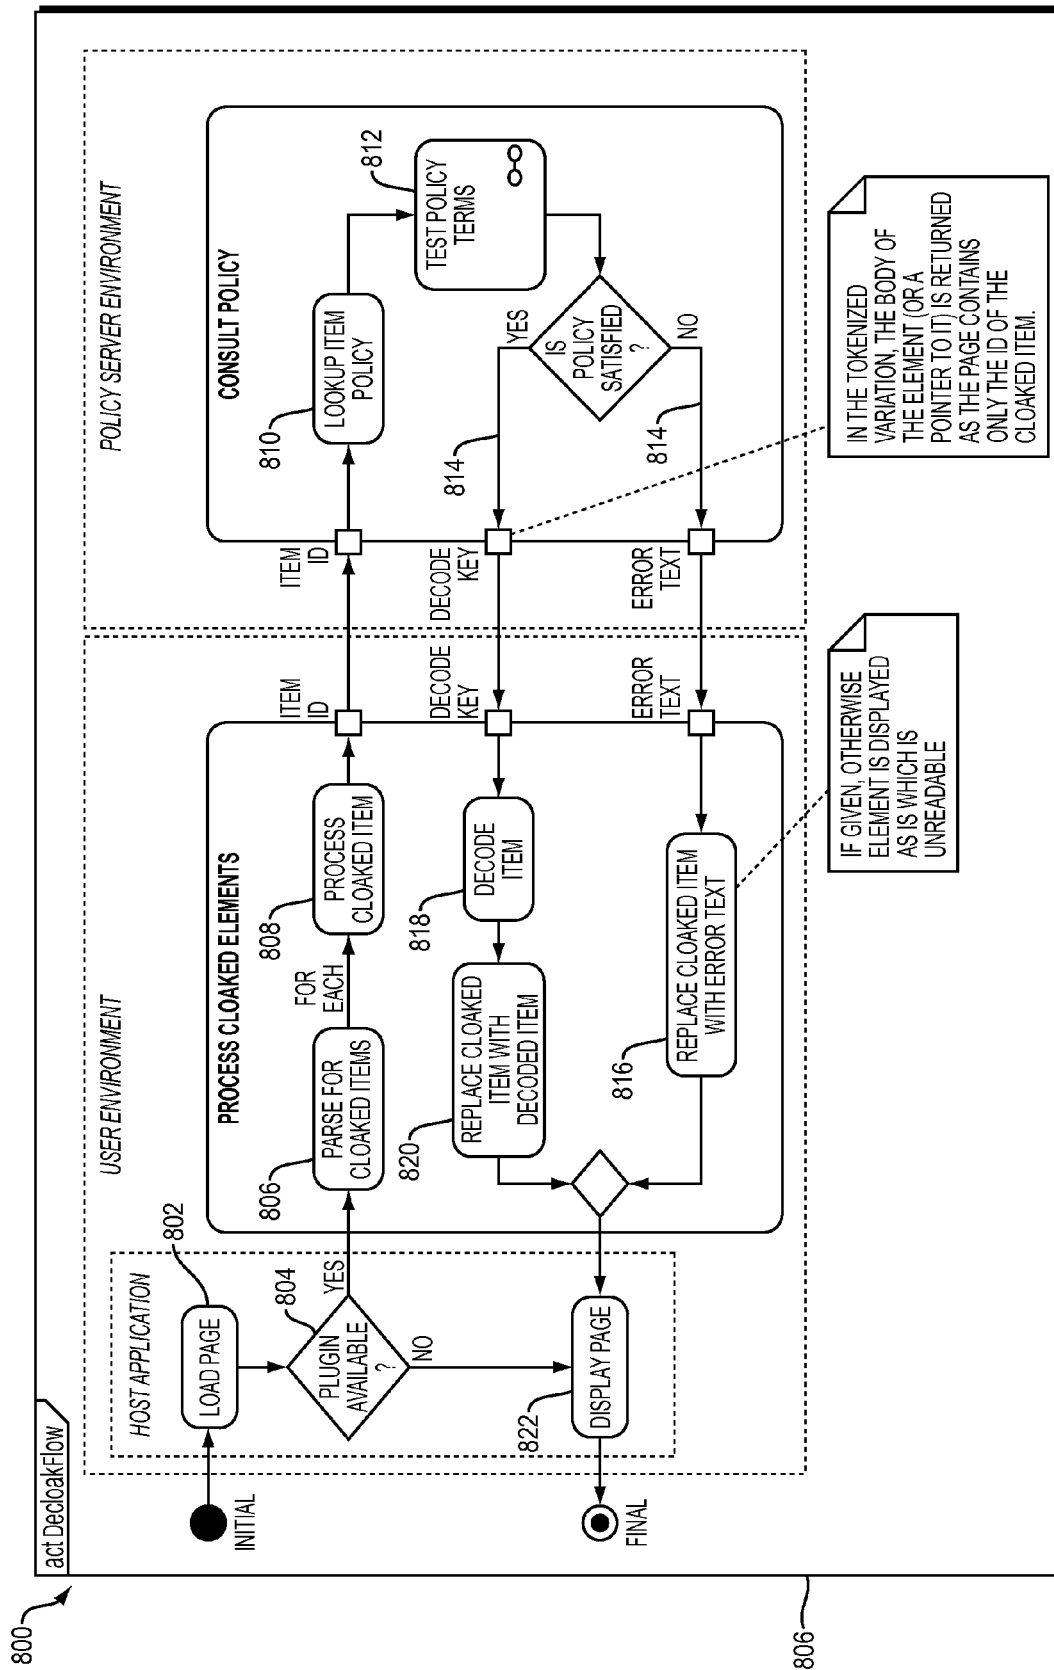 800
act DecloakFlow
USER ENVIRONMENT
POLICY SERVER ENVIRONMENT
HOST APPLICATION
INITIAL
802
LOAD PAGE
804
PLUGIN
AVAILABLE
?
YES
NO
822
DISPLAY PAGE
FINAL
PROCESS CLOAKED ELEMENTS
806
PARSE FOR
CLOAKED ITEMS
FOR
EACH
808
PROCESS
CLOAKED ITEM
ITEM
ID
ITEM
ID
CONSULT POLICY
810
LOOKUP ITEM
POLICY
812
TEST POLICY
TERMS
IS
POLICY
SATISFIED
?
YES
NO
814
814
DECODE
KEY
DECODE
KEY
818
DECODE
ITEM
820
REPLACE CLOAKED
ITEM WITH
DECODED ITEM
ERROR
TEXT
ERROR
TEXT
816
REPLACE CLOAKED ITEM
WITH ERROR TEXT
IF GIVEN, OTHERWISE
ELEMENT IS DISPLAYED
AS IS WHICH IS
UNREADABLE
IN THE TOKENIZED
VARIATION, THE BODY OF
THE ELEMENT (OR A
POINTER TO IT) IS RETURNED
AS THE PAGE CONTAINS
ONLY THE ID OF THE
CLOAKED ITEM.
806